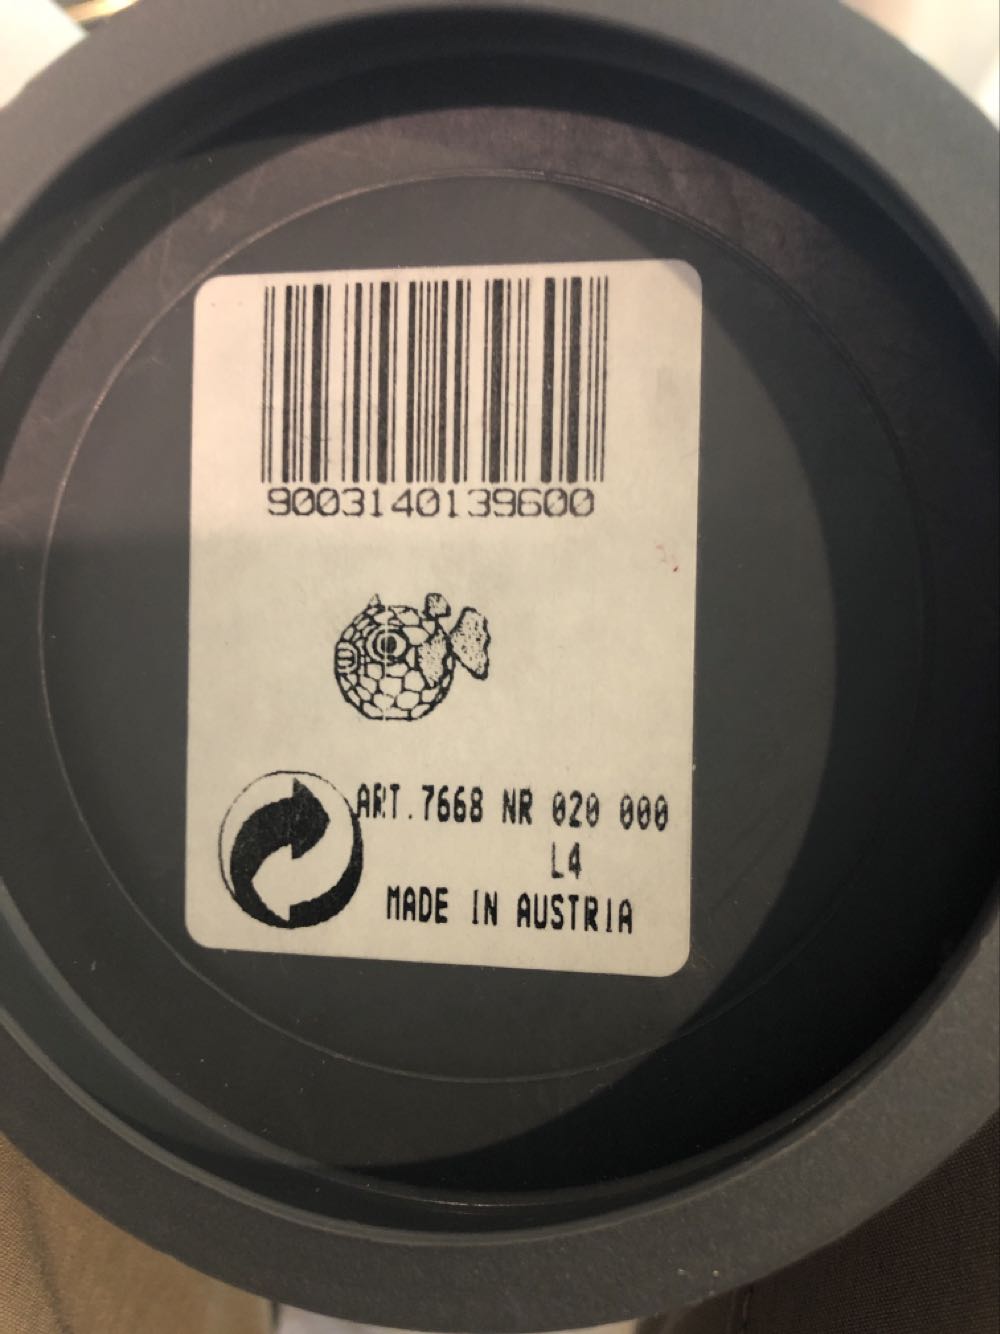 9003140139600
ART.7668 NR 020 000
L4
MADE IN AUSTRIA